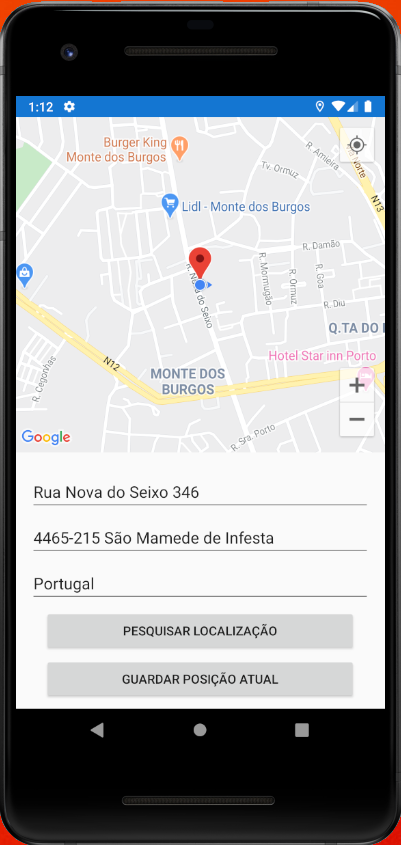 1:12
Burger King
Monte dos Burgos
Tv. Ormuz
R. Amieira
Norte
N13
Lidl - Monte dos Burgos
R. Damão
R. Nova do Seixo
R. Mormugão
R. Ormuz
R. Goa
R. Diu
Q.TA DO
Hotel Star inn Porto
N12
R. Cegonhas
MONTE DOS
BURGOS
R. Sra. Porto
+
−
Google
Rua Nova do Seixo 346
4465-215 São Mamede de Infesta
Portugal
PESQUISAR LOCALIZAÇÃO
GUARDAR POSIÇÃO ATUAL